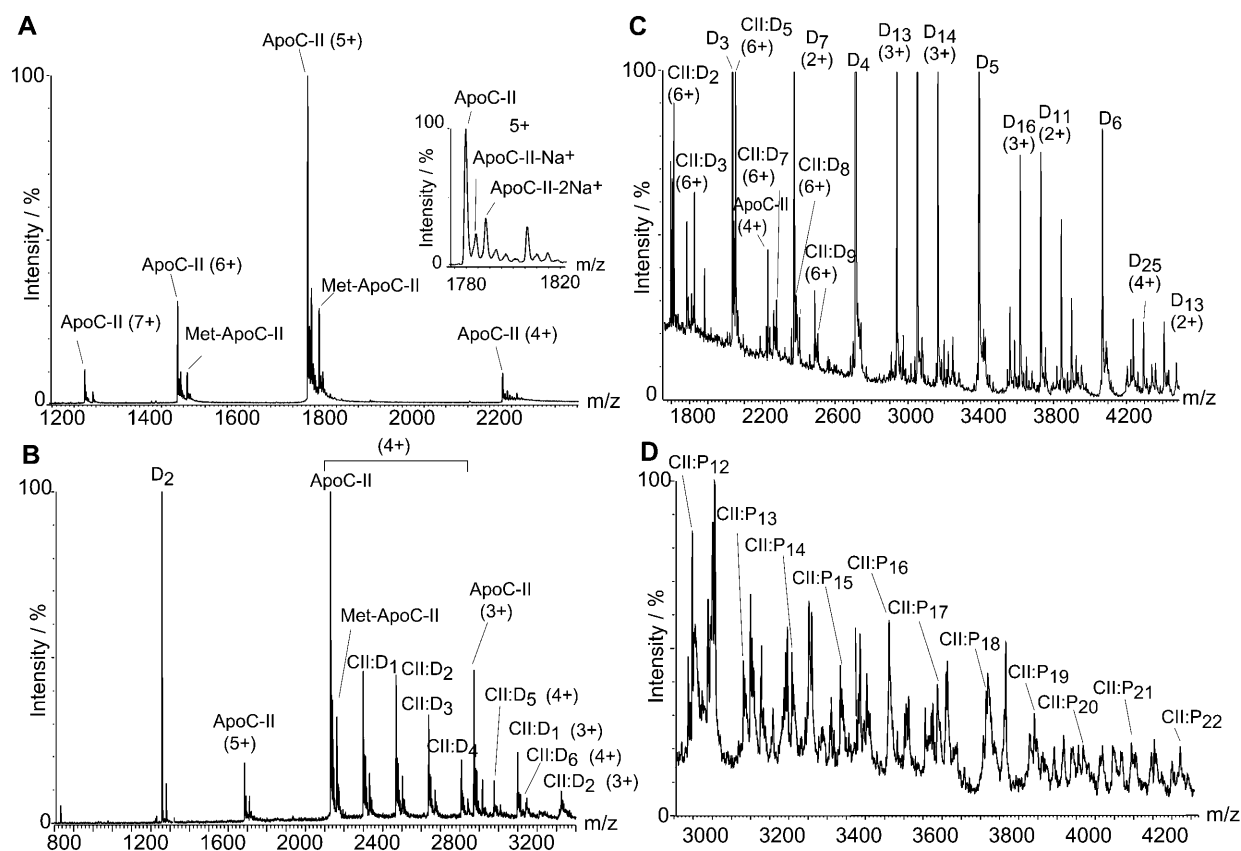 A
100
0
Intensity / %
ApoC-II (7+)
ApoC-II (6+)
Met-ApoC-II
ApoC-II (5+)
Met-ApoC-II
ApoC-II (4+)
1200 1400 1600 1800 2000 2200
m/z
ApoC-II
5+
100
0
Intensity / %
ApoC-II-Na+
ApoC-II-2Na+
1780 1820
m/z
B
100
0
Intensity / %
D2
ApoC-II
(5+)
(4+)
ApoC-II
Met-ApoC-II
CII:D1
CII:D2
CII:D3
CII:D4
ApoC-II
(3+)
CII:D5 (4+)
CII:D1 (3+)
CII:D6 (4+)
CII:D2 (3+)
800 1200 1600 2000 2400 2800 3200
m/z
C
100
0
Intensity / %
CII:D2
(6+)
CII:D3
(6+)
D3
CII:D5
(6+)
ApoC-II
(4+)
CII:D7
(6+)
D7
(2+)
CII:D8
(6+)
CII:D9
(6+)
D4
D13
(3+)
D14
(3+)
D5
D16
(3+)
D11
(2+)
D6
D25
(4+)
D13
(2+)
1800 2200 2600 3000 3400 3800 4200
m/z
D
100
0
Intensity / %
CII:P12
CII:P13
CII:P14
CII:P15
CII:P16
CII:P17
CII:P18
CII:P19
CII:P20
CII:P21
CII:P22
3000 3200 3400 3600 3800 4000 4200
m/z